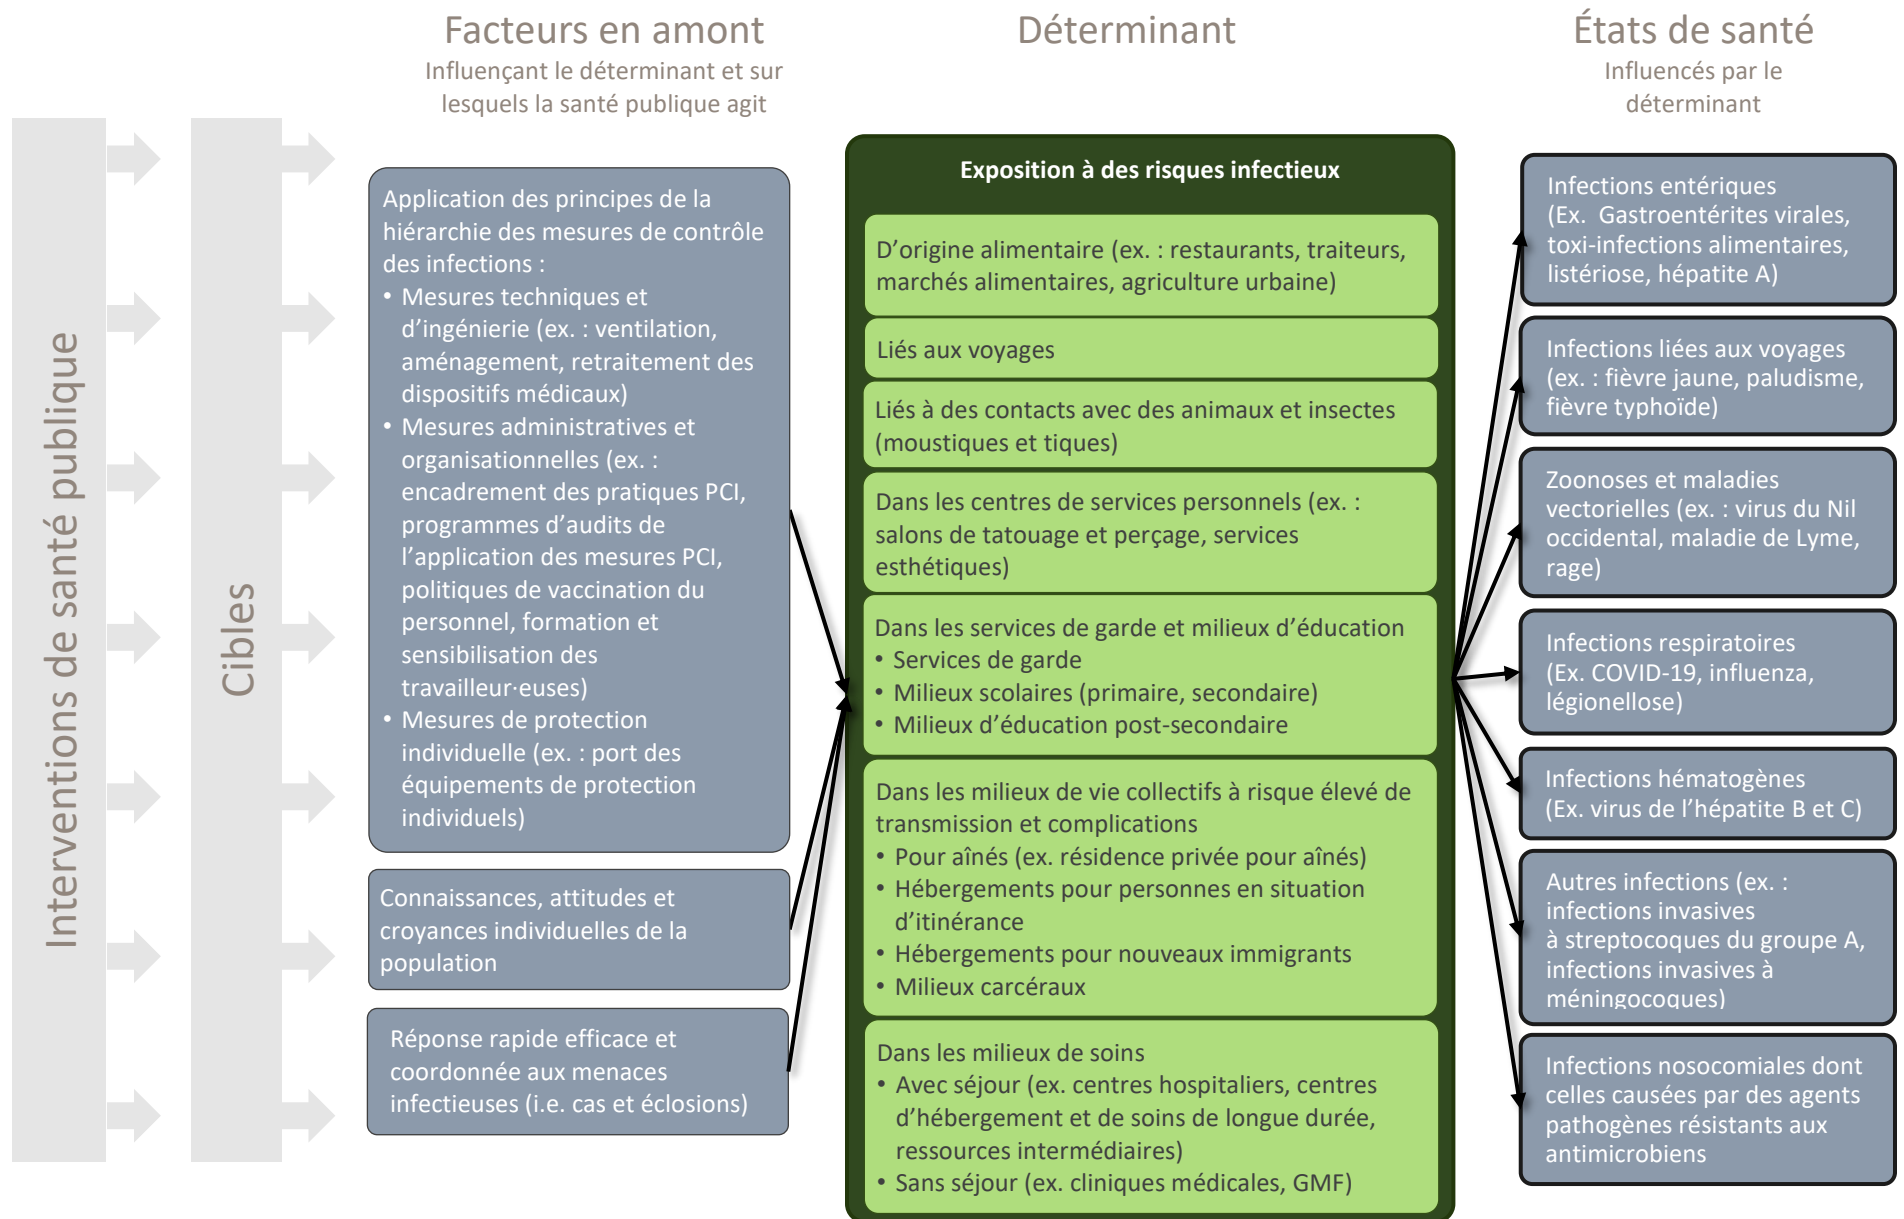 Facteurs en amont
Influençant le déterminant et sur
lesquels la santé publique agit
Déterminant
États de santé
Influencés par le
déterminant
Interventions de santé publique
Cibles
Application des principes de la
hiérarchie des mesures de contrôle
des infections :
• Mesures techniques et
d'ingénierie (ex. : ventilation,
aménagement, retraitement des
dispositifs médicaux)
• Mesures administratives et
organisationnelles (ex. :
encadrement des pratiques PCI,
programmes d'audits de
l'application des mesures PCI,
politiques de vaccination du
personnel, formation et
sensibilisation des
travailleur·euses)
• Mesures de protection
individuelle (ex. : port des
équipements de protection
individuels)
Connaissances, attitudes et
croyances individuelles de la
population
Réponse rapide efficace et
coordonnée aux menaces
infectieuses (i.e. cas et éclosions)
Exposition à des risques infectieux
D'origine alimentaire (ex. : restaurants, traiteurs,
marchés alimentaires, agriculture urbaine)
Liés aux voyages
Liés à des contacts avec des animaux et insectes
(moustiques et tiques)
Dans les centres de services personnels (ex. :
salons de tatouage et perçage, services
esthétiques)
Dans les services de garde et milieux d'éducation
• Services de garde
• Milieux scolaires (primaire, secondaire)
• Milieux d'éducation post-secondaire
Dans les milieux de vie collectifs à risque élevé de
transmission et complications
• Pour aînés (ex. résidence privée pour aînés)
• Hébergements pour personnes en situation
d'itinérance
• Hébergements pour nouveaux immigrants
• Milieux carcéraux
Dans les milieux de soins
• Avec séjour (ex. centres hospitaliers, centres
d'hébergement et de soins de longue durée,
ressources intermédiaires)
• Sans séjour (ex. cliniques médicales, GMF)
Infections entériques
(Ex. Gastroentérites virales,
toxi-infections alimentaires,
listériose, hépatite A)
Infections liées aux voyages
(ex. : fièvre jaune, paludisme,
fièvre typhoïde)
Zoonoses et maladies
vectorielles (ex. : virus du Nil
occidental, maladie de Lyme,
rage)
Infections respiratoires
(Ex. COVID-19, influenza,
légionellose)
Infections hématogènes
(Ex. virus de l'hépatite B et C)
Autres infections (ex. :
infections invasives
à streptocoques du groupe A,
infections invasives à
méningocoques)
Infections nosocomiales dont
celles causées par des agents
pathogènes résistants aux
antimicrobiens